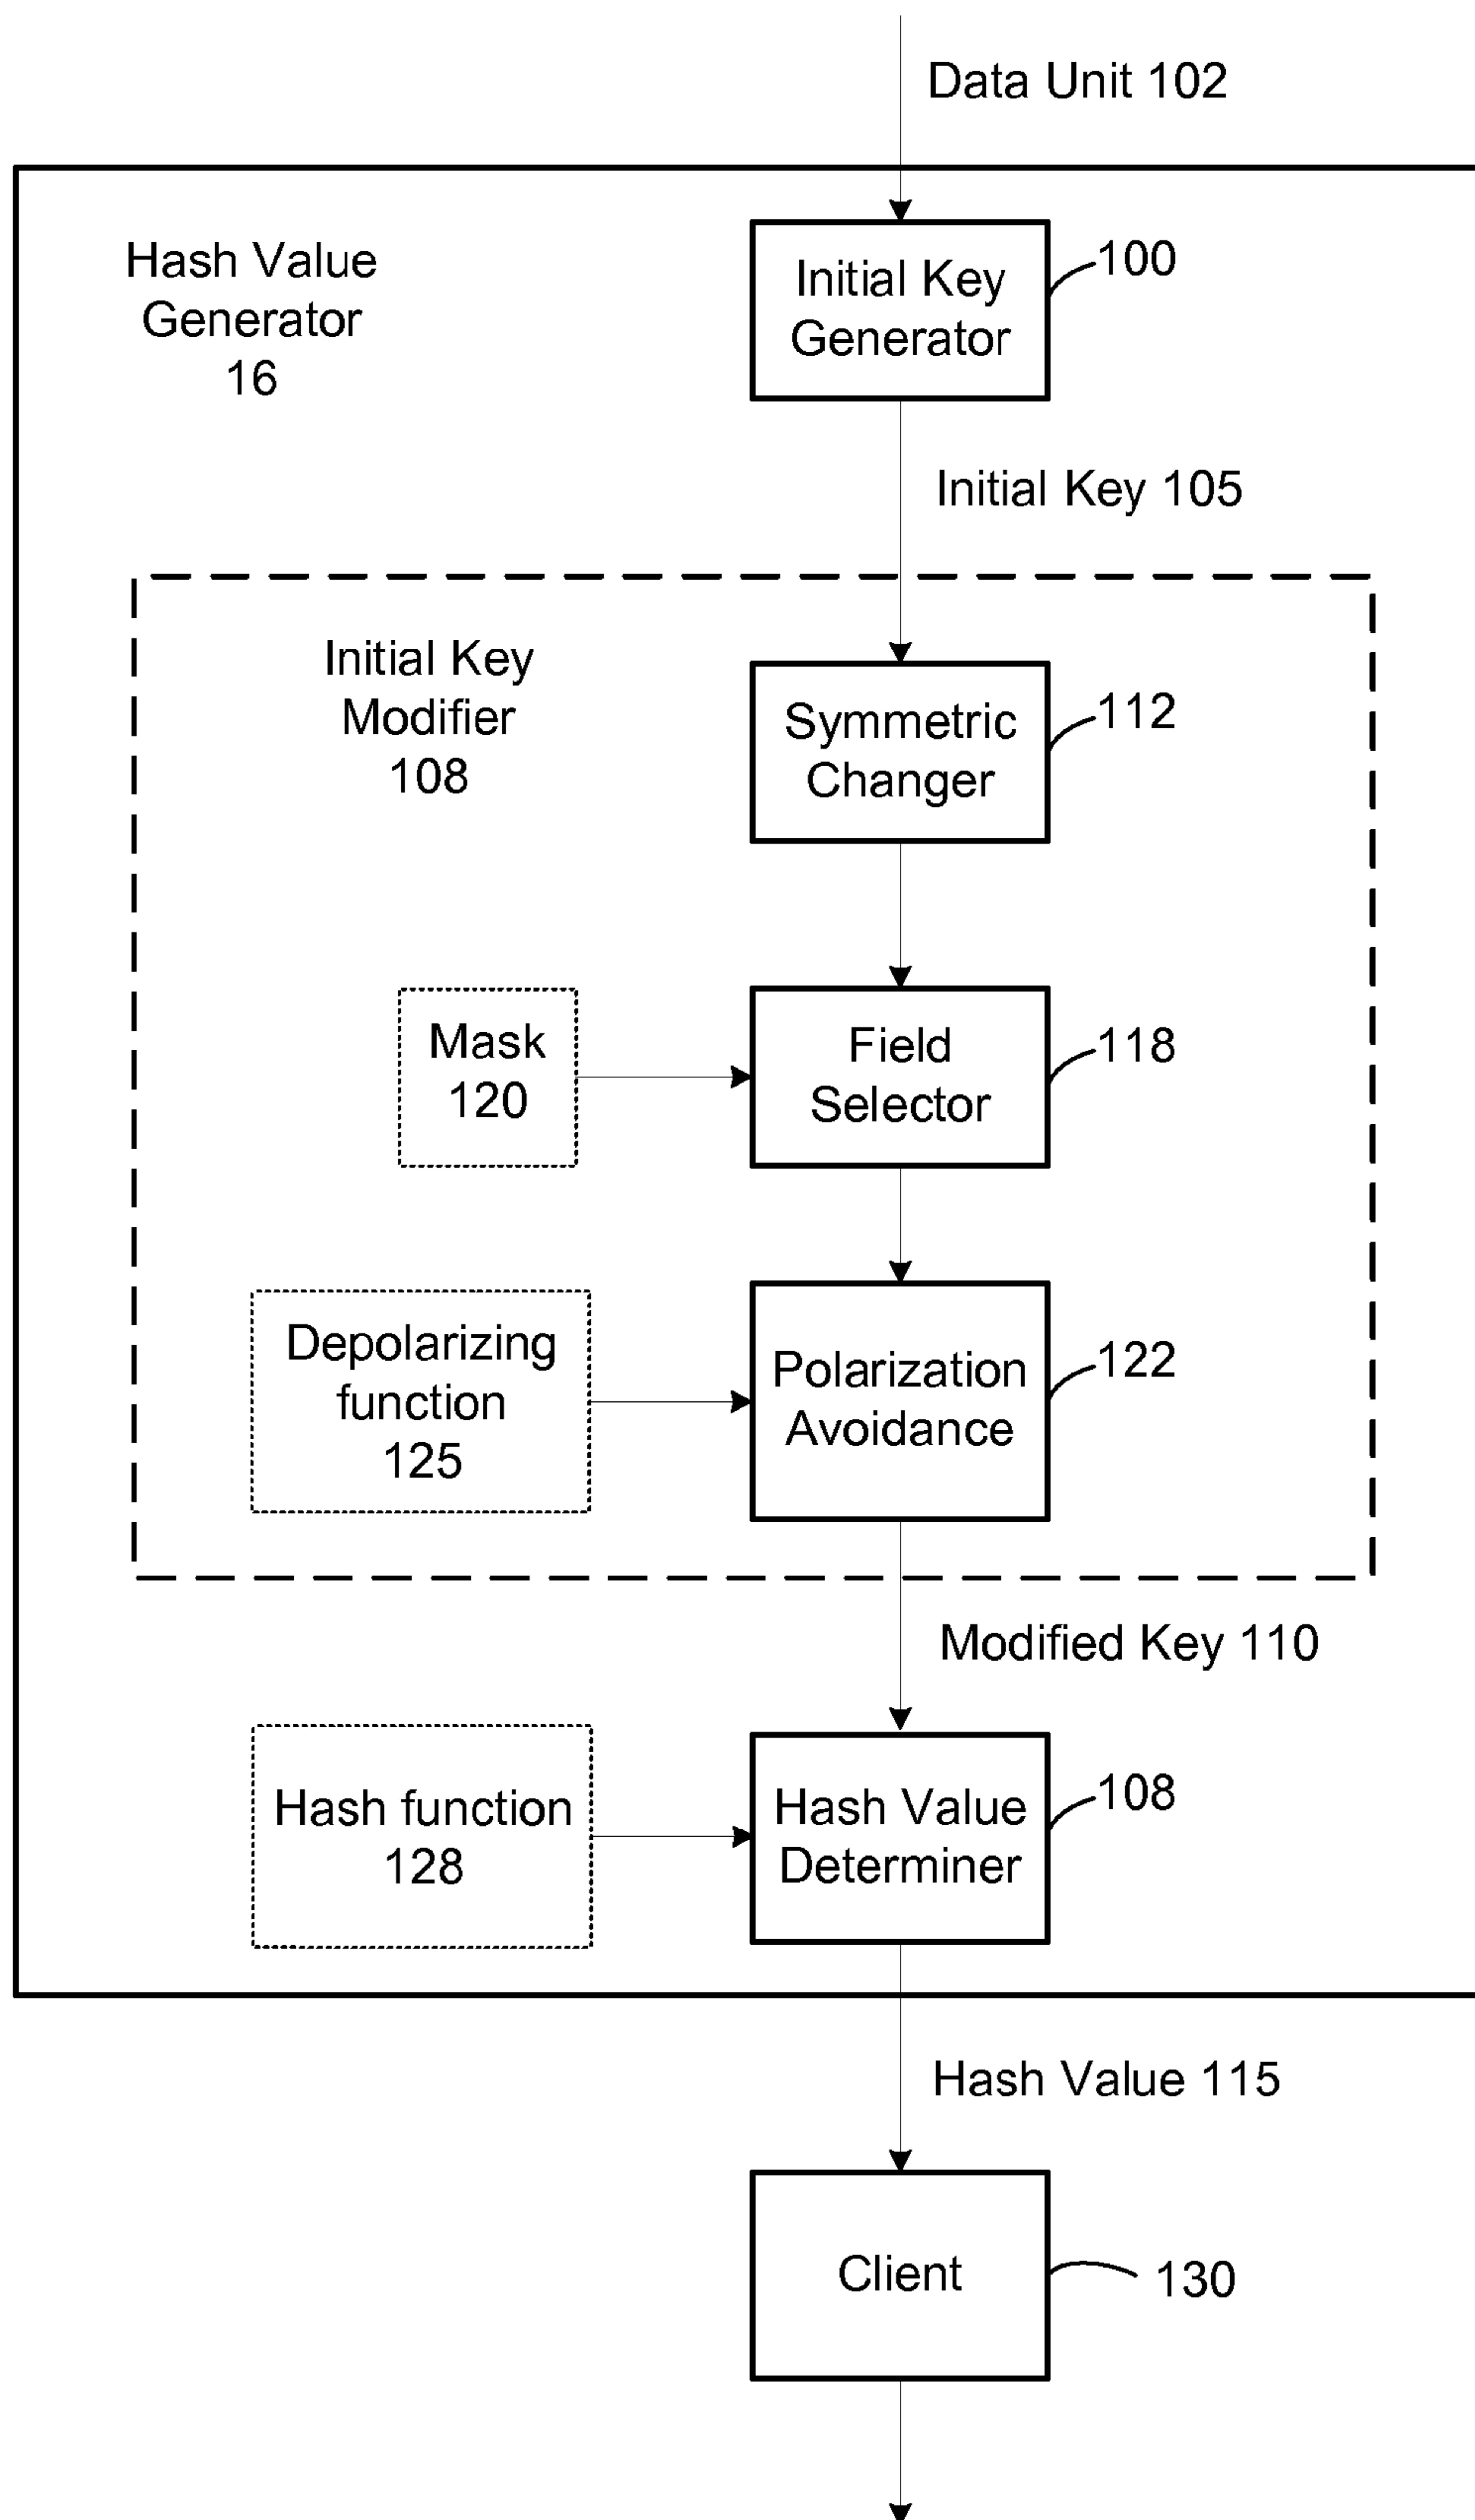 Data Unit 102
Hash Value
Generator
16
Initial Key
Generator
100
Initial Key 105
Initial Key
Modifier
108
Symmetric
Changer
112
Mask
120
Field
Selector
118
Depolarizing
function
125
Polarization
Avoidance
122
Modified Key 110
Hash function
128
Hash Value
Determiner
108
Hash Value 115
Client
130